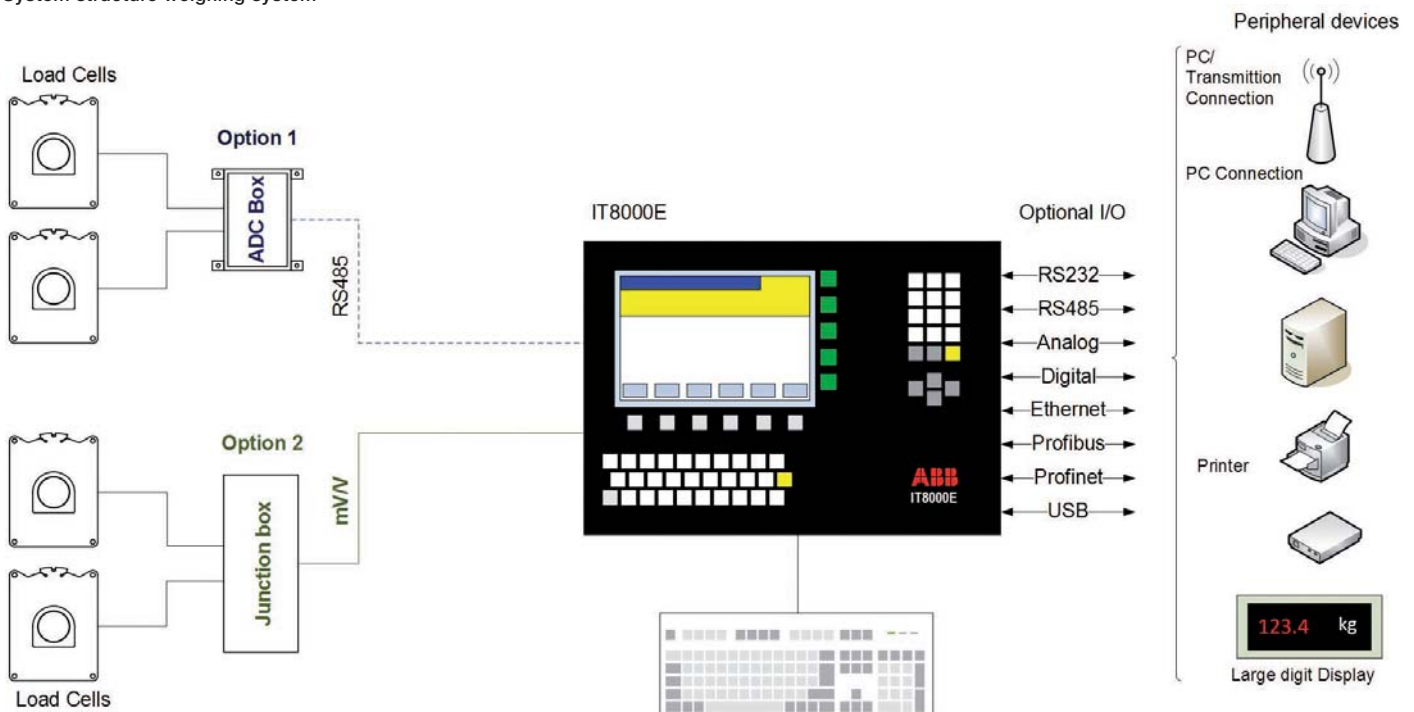 System structure weighing system
Peripheral devices
Load Cells
Option 1
ADC Box
RS485
PC/
Transmittion
Connection
PC Connection
IT8000E
Optional I/O
RS232
RS485
Analog
Digital
Ethernet
Profibus
Profinet
USB
ABB
IT8000E
Option 2
Junction box
mV/V
Load Cells
Printer
123.4 kg
Large digit Display